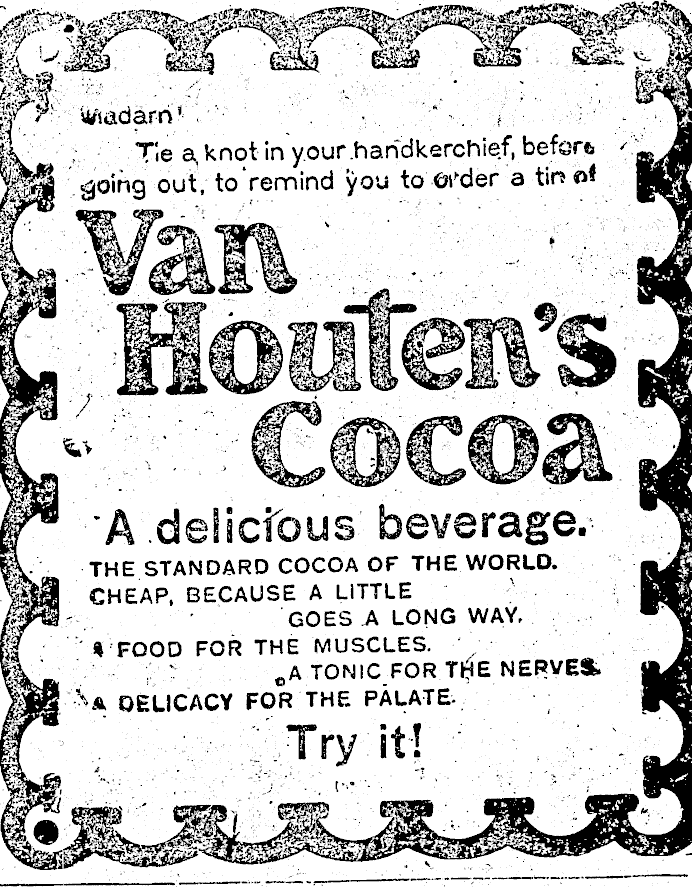 Madam!
Tie a knot in your handkerchief, before
going out, to remind you to order a tin of
Van
Houten's
Cocoa
A delicious beverage.
THE STANDARD COCOA OF THE WORLD.
CHEAP, BECAUSE A LITTLE
GOES A LONG WAY.
A FOOD FOR THE MUSCLES.
A TONIC FOR THE NERVES.
A DELICACY FOR THE PALATE.
Try it!